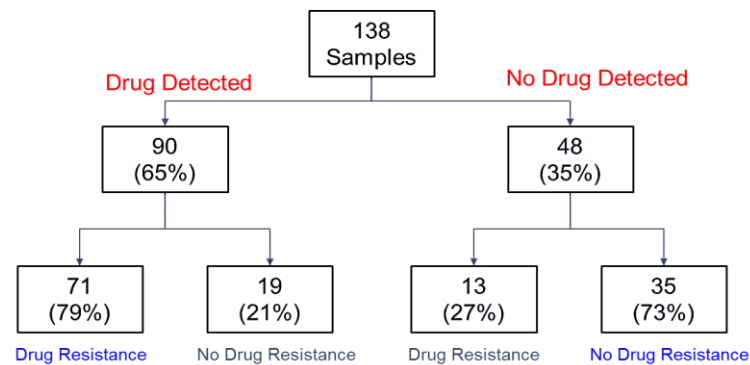 138
Samples
Drug Detected
No Drug Detected
90
(65%)
48
(35%)
71
(79%)
19
(21%)
13
(27%)
35
(73%)
Drug Resistance
No Drug Resistance
Drug Resistance
No Drug Resistance